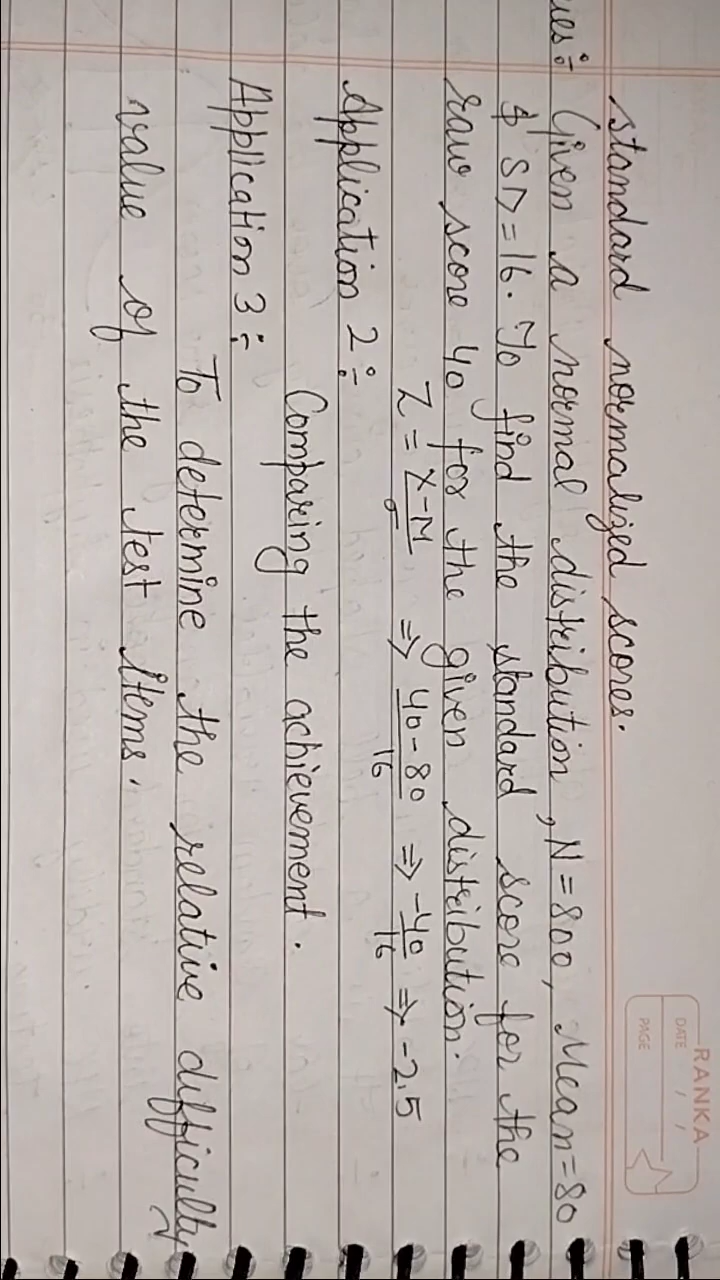 RANKA
DATE / /
PAGE
standard normalized scores.
ues:- Given a normal distribution, N=800, Mean=80
& SD=16. To find the standard score for the
raw score 40 for the given distribution.
Z = X-M/σ ⇒ 40-80/16 ⇒ -40/16 ⇒ -2.5
Application 2:-
Comparing the achievement.
Application 3:-
To determine the relative difficulty
value of the test items.